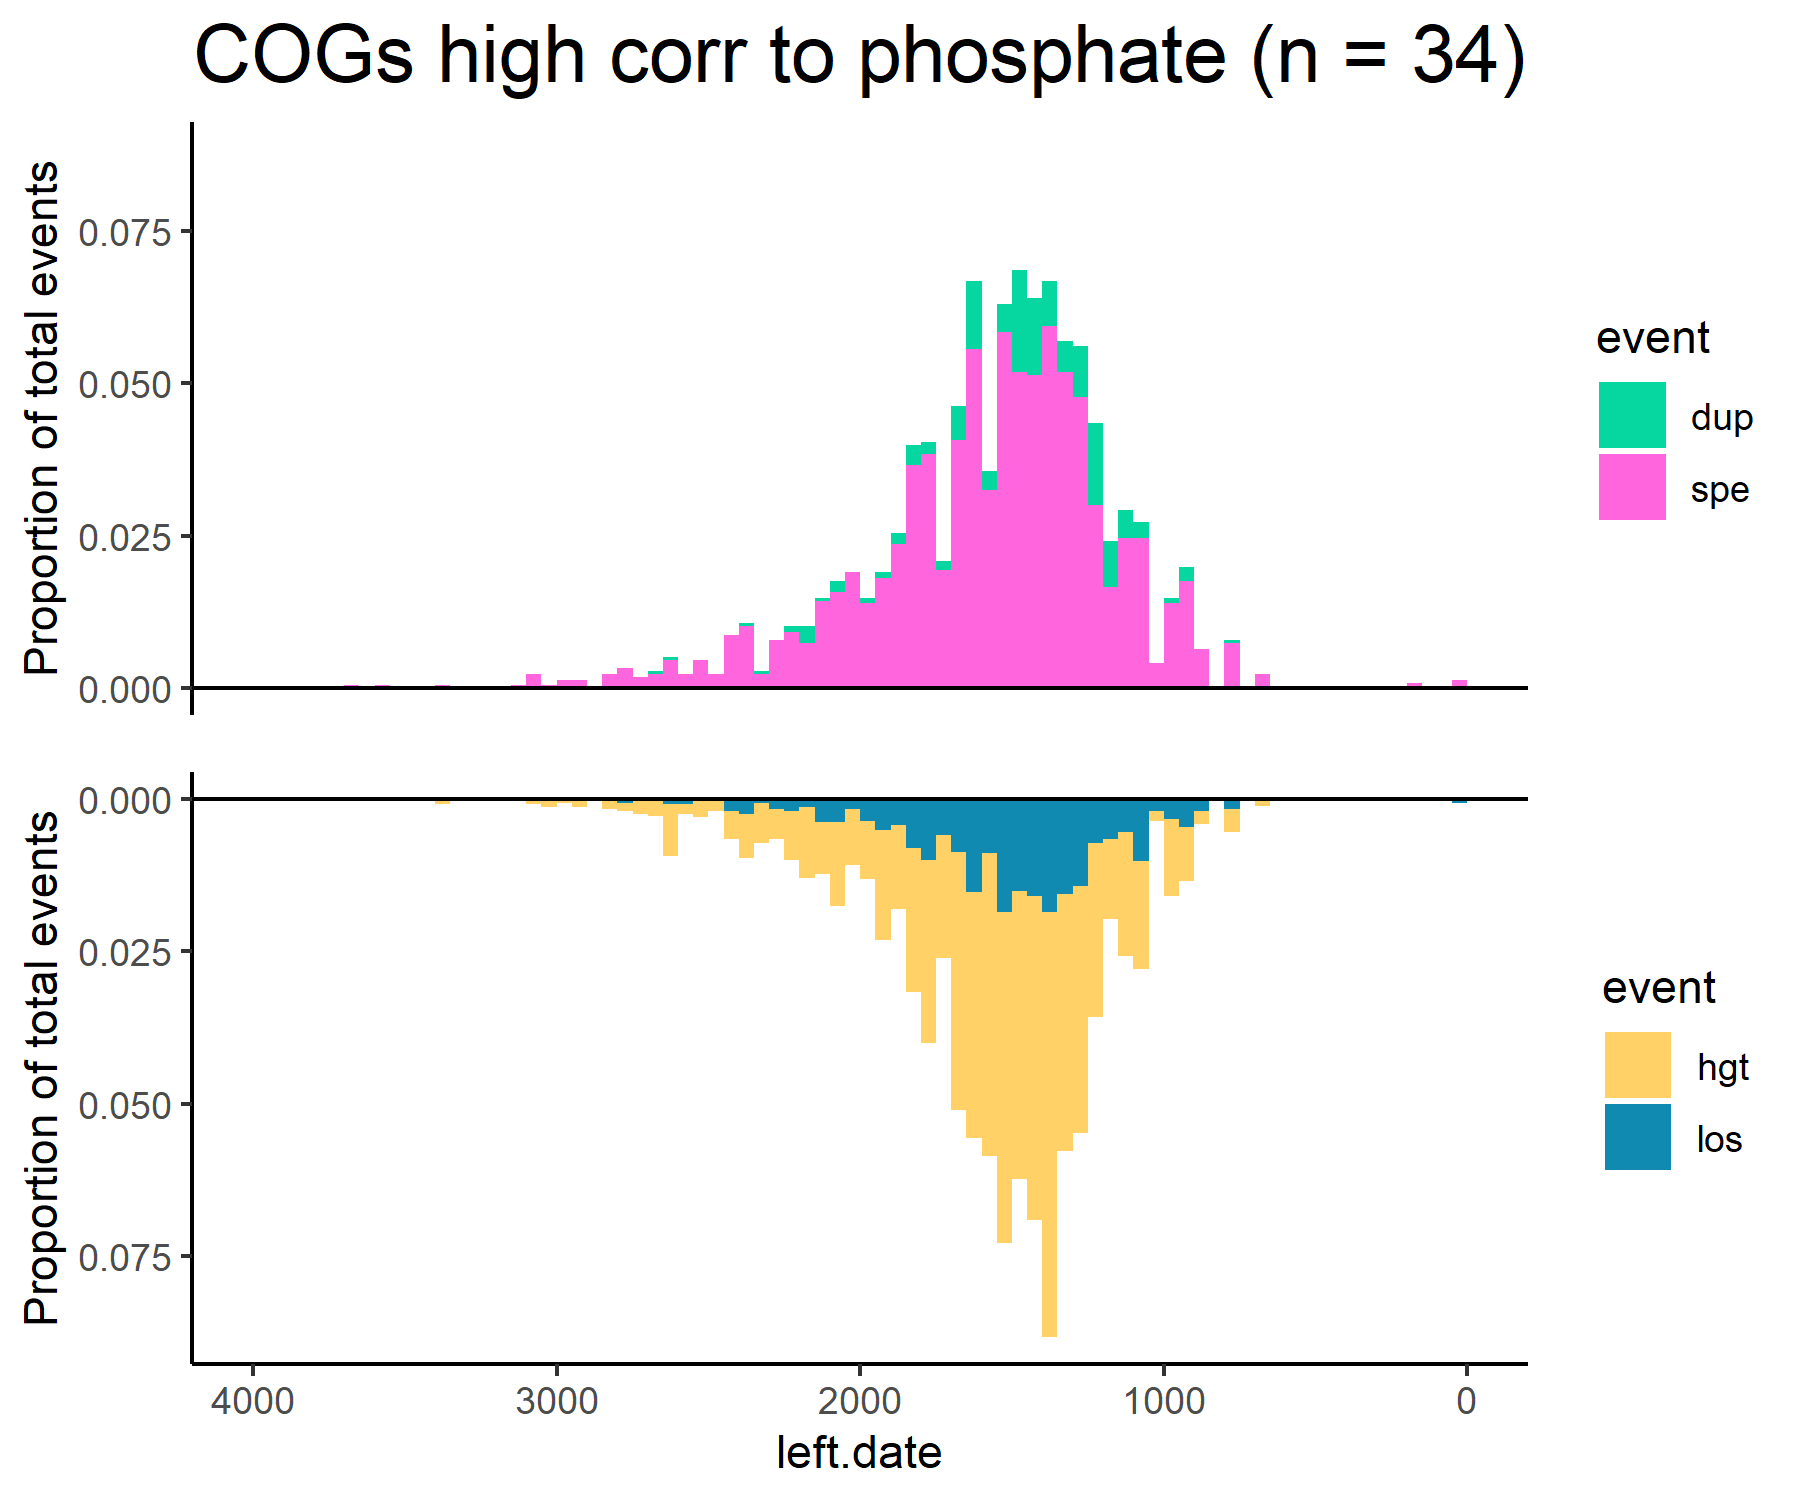 COGs high corr to phosphate (n = 34)
Proportion of total events
0.075
0.050
0.025
0.000
event
dup
spe
Proportion of total events
0.000
0.025
0.050
0.075
event
hgt
los
4000 3000 2000 1000 0
left.date